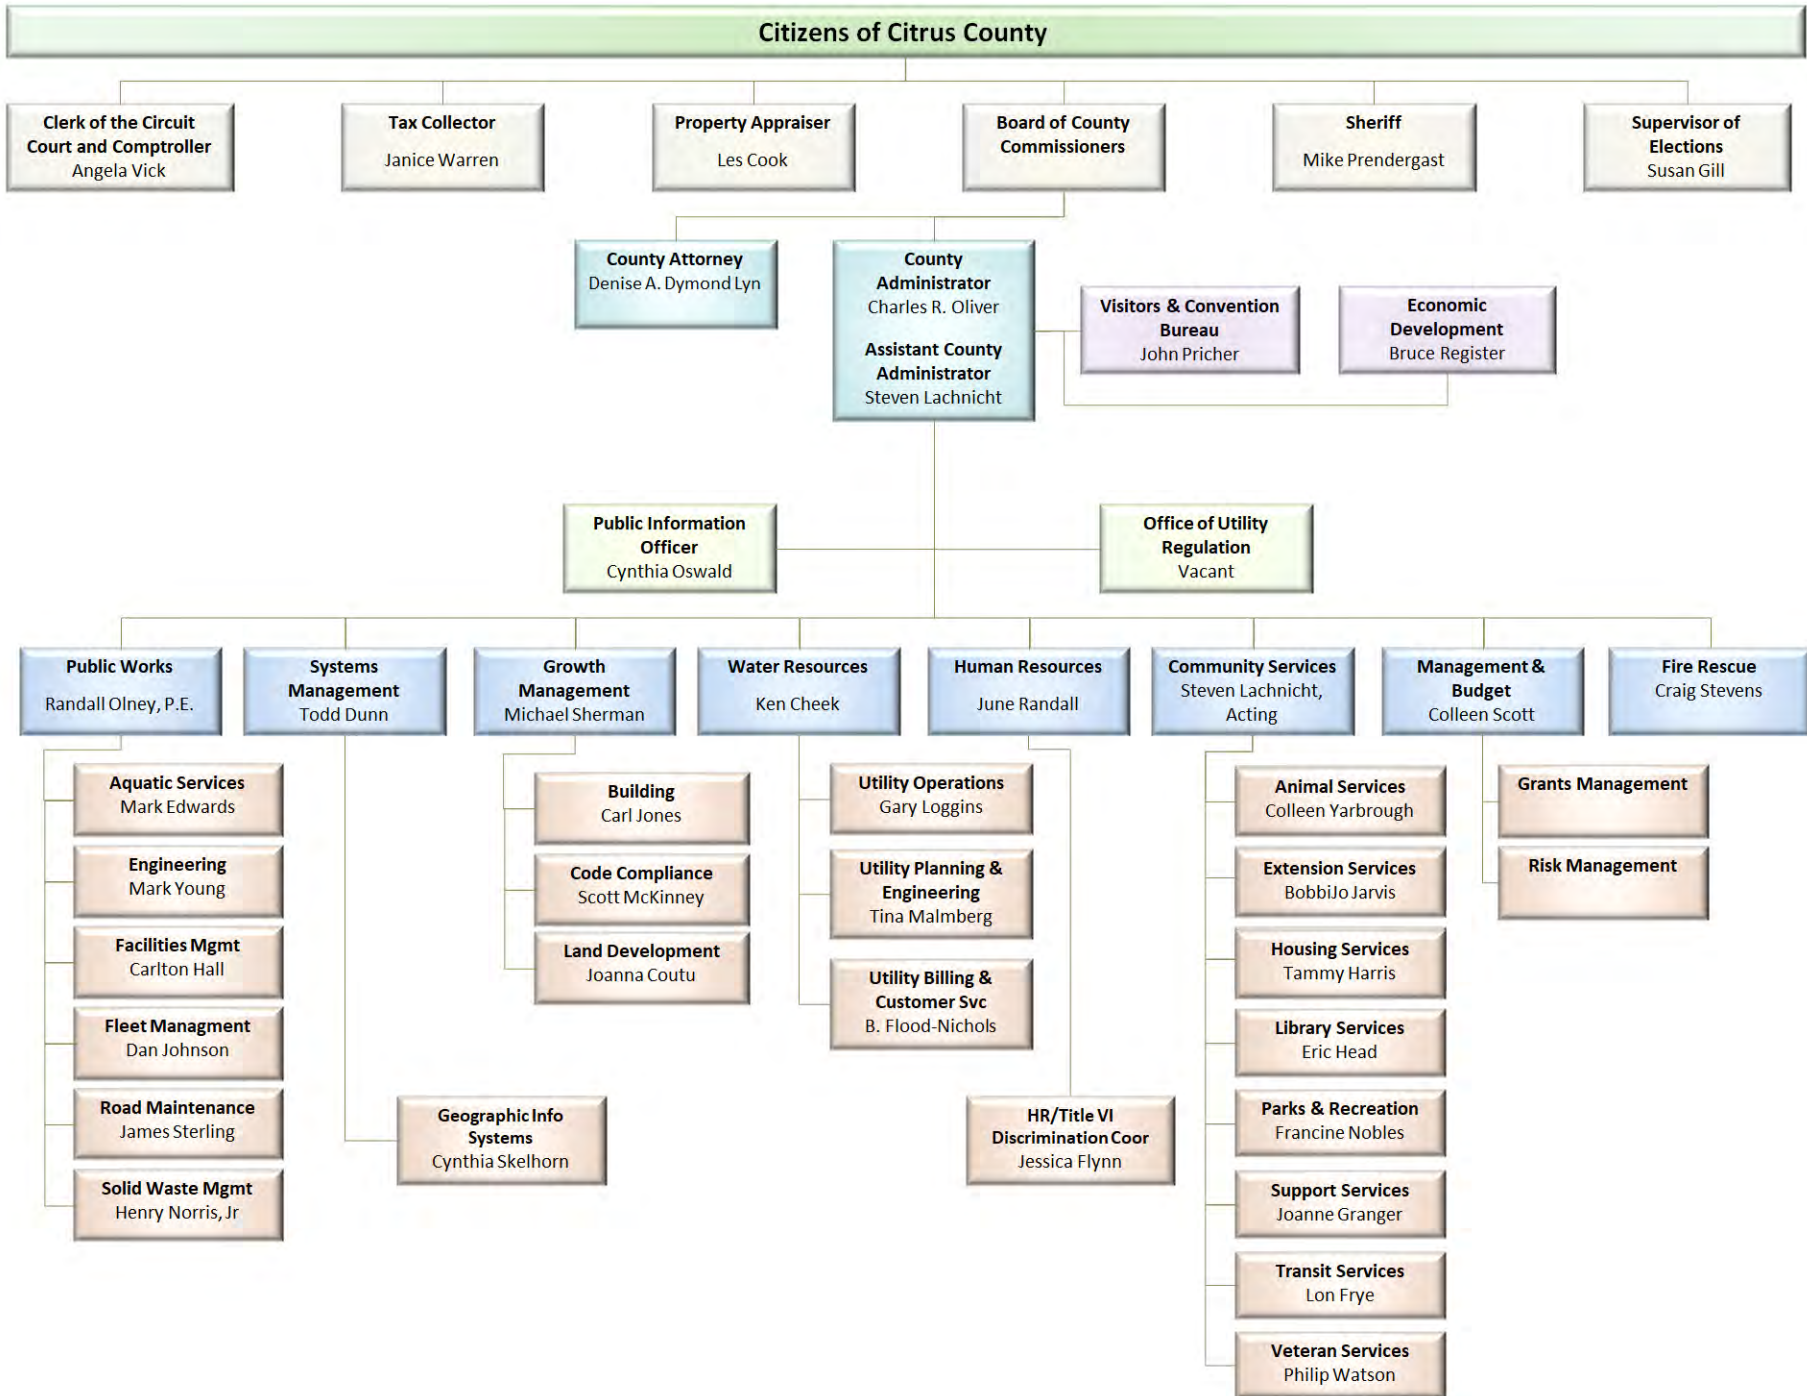 Citizens of Citrus County
Clerk of the Circuit
Court and Comptroller
Angela Vick
Tax Collector
Janice Warren
Property Appraiser
Les Cook
Board of County
Commissioners
Sheriff
Mike Prendergast
Supervisor of
Elections
Susan Gill
County Attorney
Denise A. Dymond Lyn
County
Administrator
Charles R. Oliver
Assistant County
Administrator
Steven Lachnicht
Visitors & Convention
Bureau
John Pricher
Economic
Development
Bruce Register
Public Information
Officer
Cynthia Oswald
Office of Utility
Regulation
Vacant
Public Works
Randall Olney, P.E.
Systems
Management
Todd Dunn
Growth
Management
Michael Sherman
Water Resources
Ken Cheek
Human Resources
June Randall
Community Services
Steven Lachnicht,
Acting
Management &
Budget
Colleen Scott
Fire Rescue
Craig Stevens
Aquatic Services
Mark Edwards
Engineering
Mark Young
Facilities Mgmt
Carlton Hall
Fleet Managment
Dan Johnson
Road Maintenance
James Sterling
Solid Waste Mgmt
Henry Norris, Jr
Geographic Info
Systems
Cynthia Skelhorn
Building
Carl Jones
Code Compliance
Scott McKinney
Land Development
Joanna Coutu
Utility Operations
Gary Loggins
Utility Planning &
Engineering
Tina Malmberg
Utility Billing &
Customer Svc
B. Flood-Nichols
HR/Title VI
Discrimination Coor
Jessica Flynn
Animal Services
Colleen Yarbrough
Extension Services
BobbiJo Jarvis
Housing Services
Tammy Harris
Library Services
Eric Head
Parks & Recreation
Francine Nobles
Support Services
Joanne Granger
Transit Services
Lon Frye
Veteran Services
Philip Watson
Grants Management
Risk Management